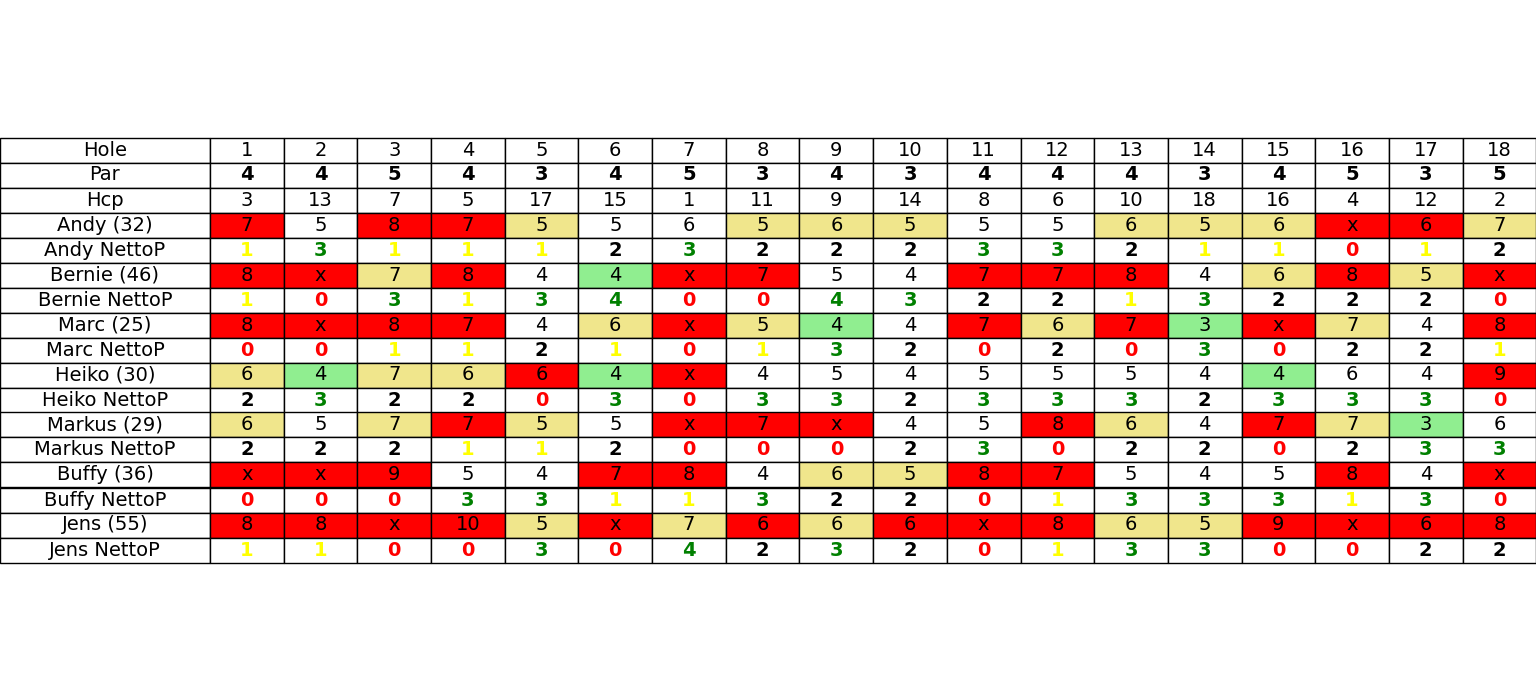 Hole 1 2 3 4 5 6 7 8 9 10 11 12 13 14 15 16 17 18
Par 4 4 5 4 3 4 5 3 4 3 4 4 4 3 4 5 3 5
Hcp 3 13 7 5 17 15 1 11 9 14 8 6 10 18 16 4 12 2
Andy (32) 7 5 8 7 5 5 6 5 6 5 5 5 6 5 6 x 6 7
Andy NettoP 1 3 1 1 1 2 3 2 2 2 3 3 2 1 1 0 1 2
Bernie (46) 8 x 7 8 4 4 x 7 5 4 7 7 8 4 6 8 5 x
Bernie NettoP 1 0 3 1 3 4 0 0 4 3 2 2 1 3 2 2 2 0
Marc (25) 8 x 8 7 4 6 x 5 4 4 7 6 7 3 x 7 4 8
Marc NettoP 0 0 1 1 2 1 0 1 3 2 0 2 0 3 0 2 2 1
Heiko (30) 6 4 7 6 6 4 x 4 5 4 5 5 5 4 4 6 4 9
Heiko NettoP 2 3 2 2 0 3 0 3 3 2 3 3 3 2 3 3 3 0
Markus (29) 6 5 7 7 5 5 x 7 x 4 5 8 6 4 7 7 3 6
Markus NettoP 2 2 2 1 1 2 0 0 0 2 3 0 2 2 0 2 3 3
Buffy (36) x x 9 5 4 7 8 4 6 5 8 7 5 4 5 8 4 x
Buffy NettoP 0 0 0 3 3 1 1 3 2 2 0 1 3 3 3 1 3 0
Jens (55) 8 8 x 10 5 x 7 6 6 6 x 8 6 5 9 x 6 8
Jens NettoP 1 1 0 0 3 0 4 2 3 2 0 1 3 3 0 0 2 2